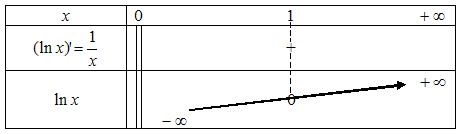 x 0 1 +∞
(ln x)' = 1/x +
+∞
ln x 0
−∞